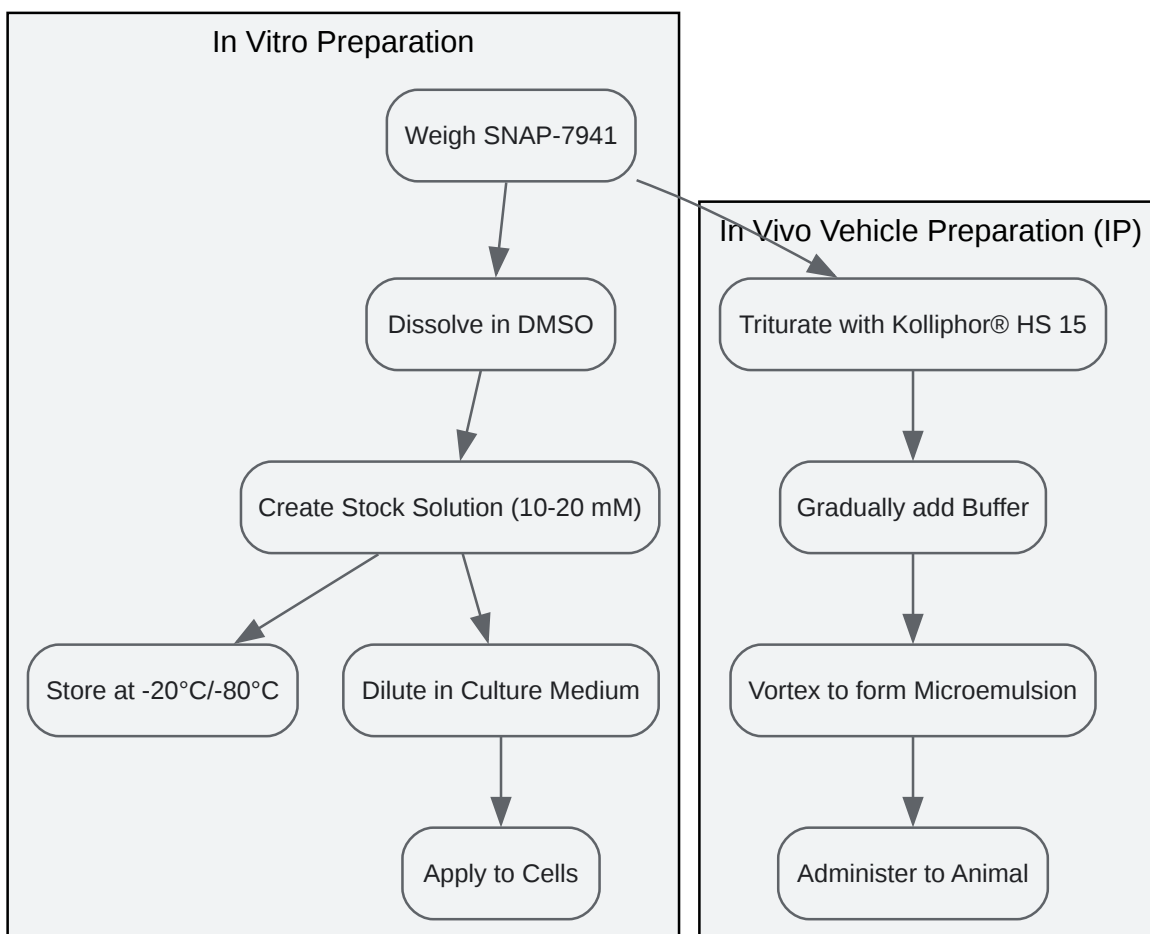 In Vitro Preparation
Weigh SNAP-7941
Dissolve in DMSO
Create Stock Solution (10-20 mM)
Store at -20°C/-80°C
Dilute in Culture Medium
Apply to Cells
In Vivo Vehicle Preparation (IP)
Triturate with Kolliphor® HS 15
Gradually add Buffer
Vortex to form Microemulsion
Administer to Animal